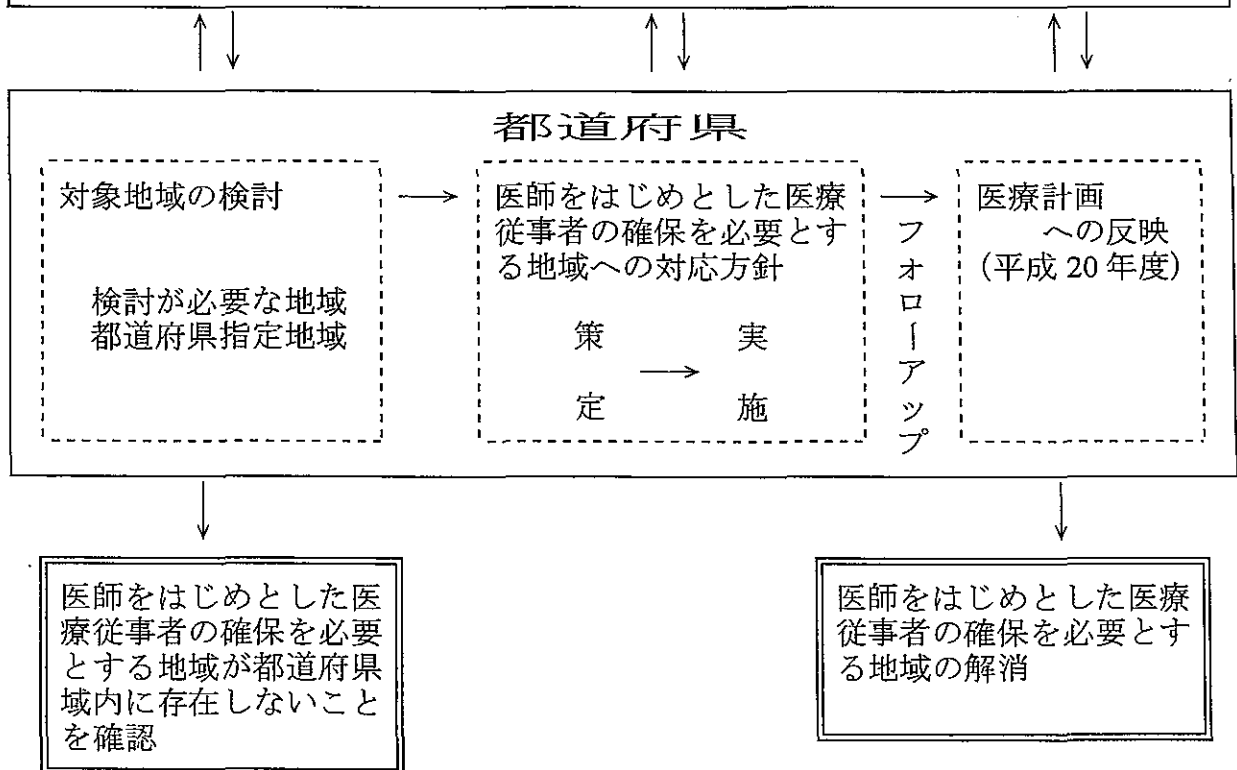 都道府県
対象地域の検討
検討が必要な地域
都道府県指定地域
医師をはじめとした医療
従事者の確保を必要とす
る地域への対応方針
策定
実施
フォローアップ
医療計画
への反映
(平成20年度)
医師をはじめとした医
療従事者の確保を必要
とする地域が都道府県
域内に存在しないこと
を確認
医師をはじめとした医療
従事者の確保を必要とす
る地域の解消